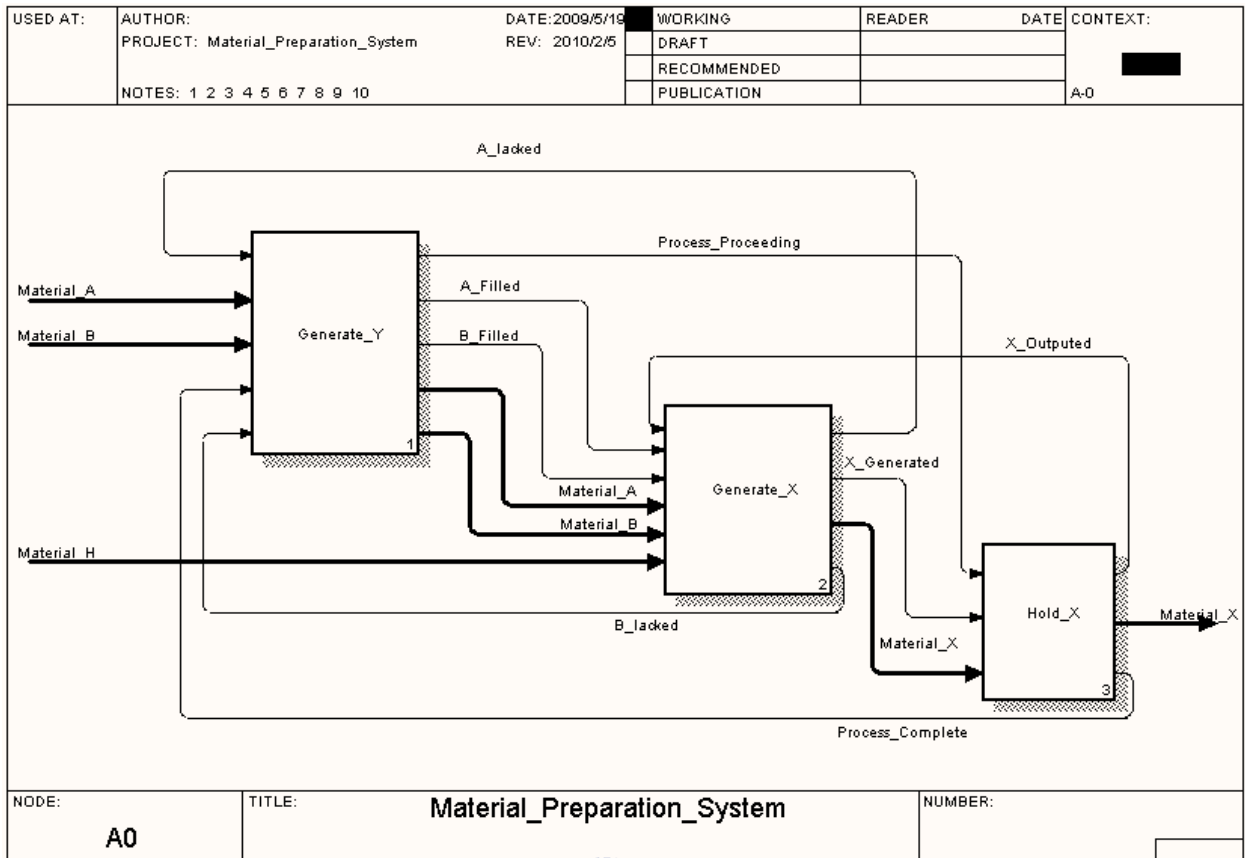 USED AT: AUTHOR: DATE:2009/5/19 WORKING READER DATE CONTEXT:
PROJECT: Material_Preparation_System REV: 2010/2/5 DRAFT
RECOMMENDED
NOTES: 1 2 3 4 5 6 7 8 9 10 PUBLICATION A-0
A_lacked
Process_Proceeding
Material_A A_Filled
Material_B Generate_Y B_Filled X_Outputed
1
X_Generated
Material_A Generate_X
Material_B
Material_H 2
B_lacked Hold_X Material_X
Material_X
3
Process_Complete
NODE: TITLE: Material_Preparation_System NUMBER:
A0